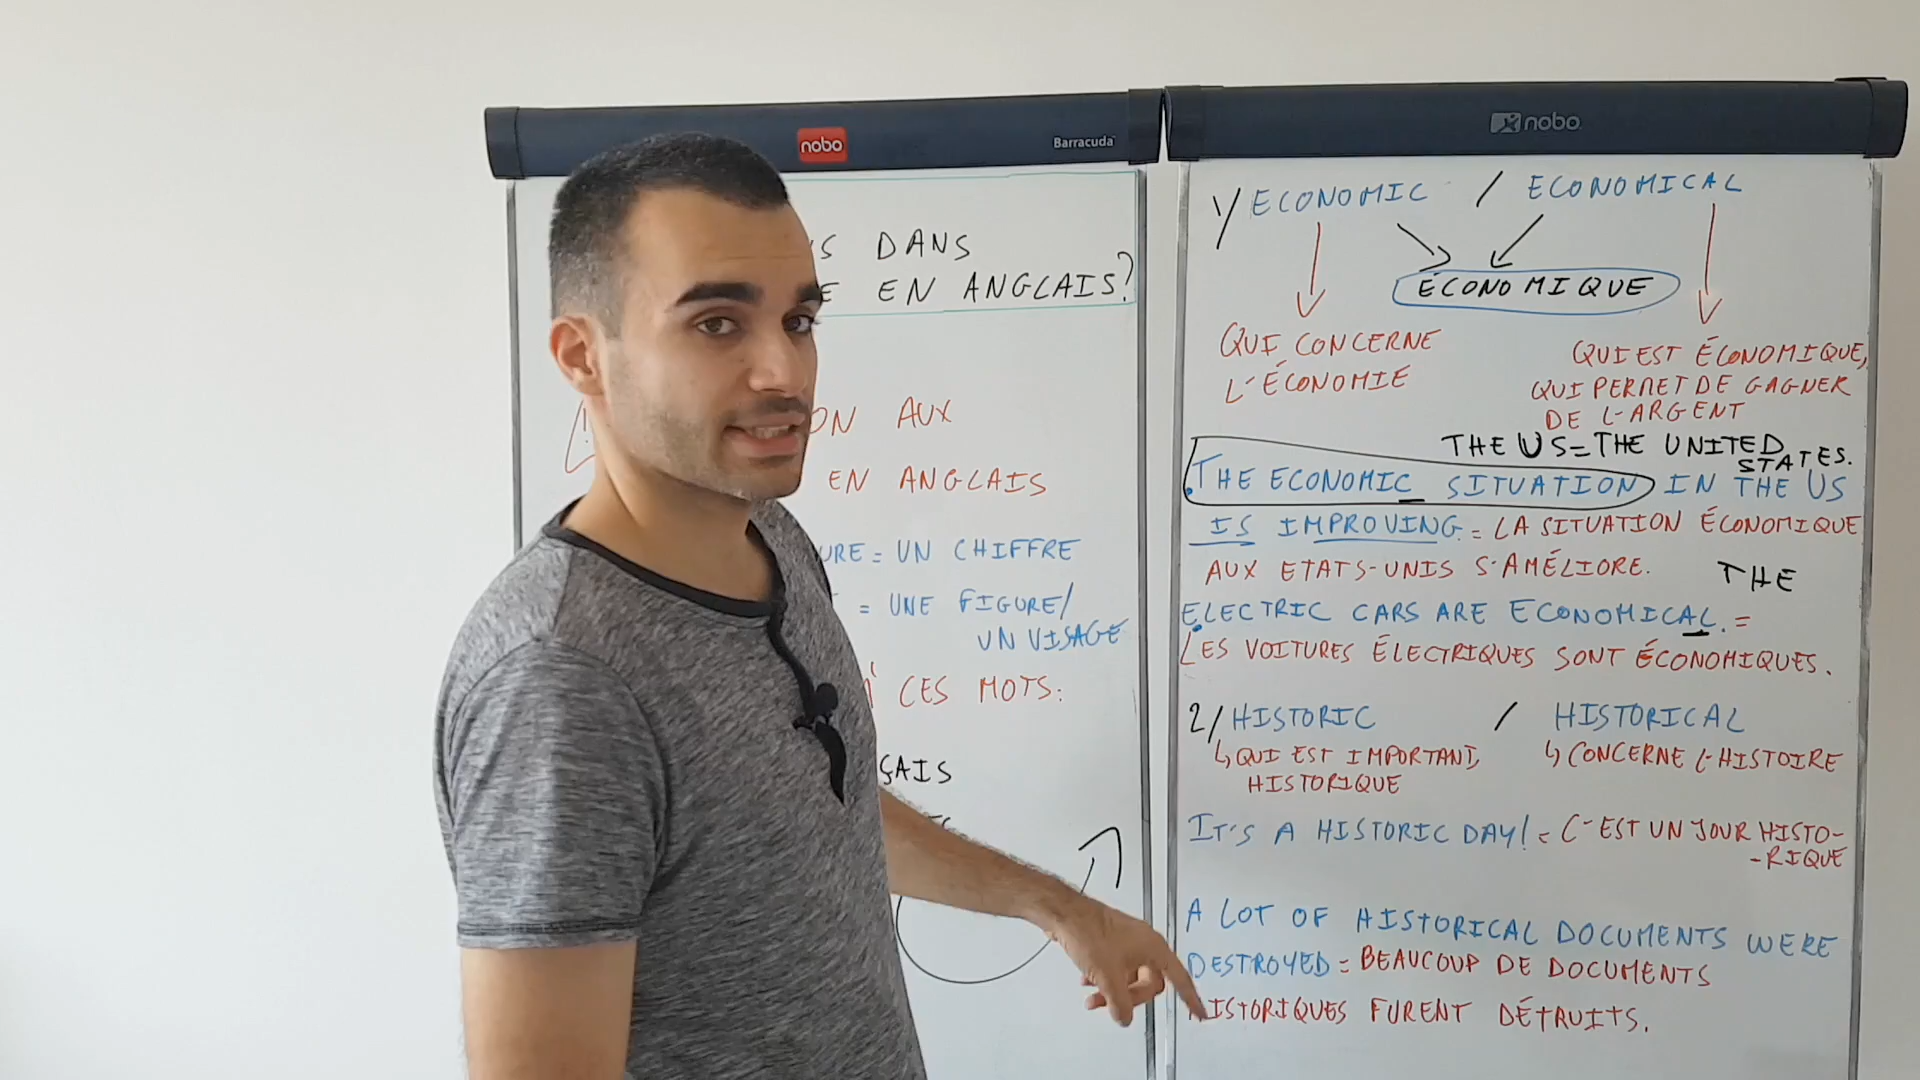 nobo
Barracuda
S DANS
E EN ANGLAIS?
ON AUX
EN ANGLAIS
URE = UN CHIFFRE
= UNE FIGURE/
UN VISAGE
À CES MOTS:
ÇAIS
nobo
1/ ECONOMIC / ECONOMICAL
ÉCONOMIQUE
QUI CONCERNE
L'ÉCONOMIE
QUI EST ÉCONOMIQUE,
QUI PERMET DE GAGNER
DE L'ARGENT
THE US = THE UNITED
STATES.
THE ECONOMIC SITUATION IN THE US
IS IMPROVING. = LA SITUATION ÉCONOMIQUE
AUX ETATS-UNIS S'AMÉLIORE.
THE
ELECTRIC CARS ARE ECONOMICAL. =
LES VOITURES ÉLECTRIQUES SONT ÉCONOMIQUES.
2/ HISTORIC / HISTORICAL
↳ QUI EST IMPORTANT,
HISTORIQUE
↳ CONCERNE L'HISTOIRE
IT'S A HISTORIC DAY! = C'EST UN JOUR HISTO-
-RIQUE
A LOT OF HISTORICAL DOCUMENTS WERE
DESTROYED = BEAUCOUP DE DOCUMENTS
HISTORIQUES FURENT DÉTRUITS.